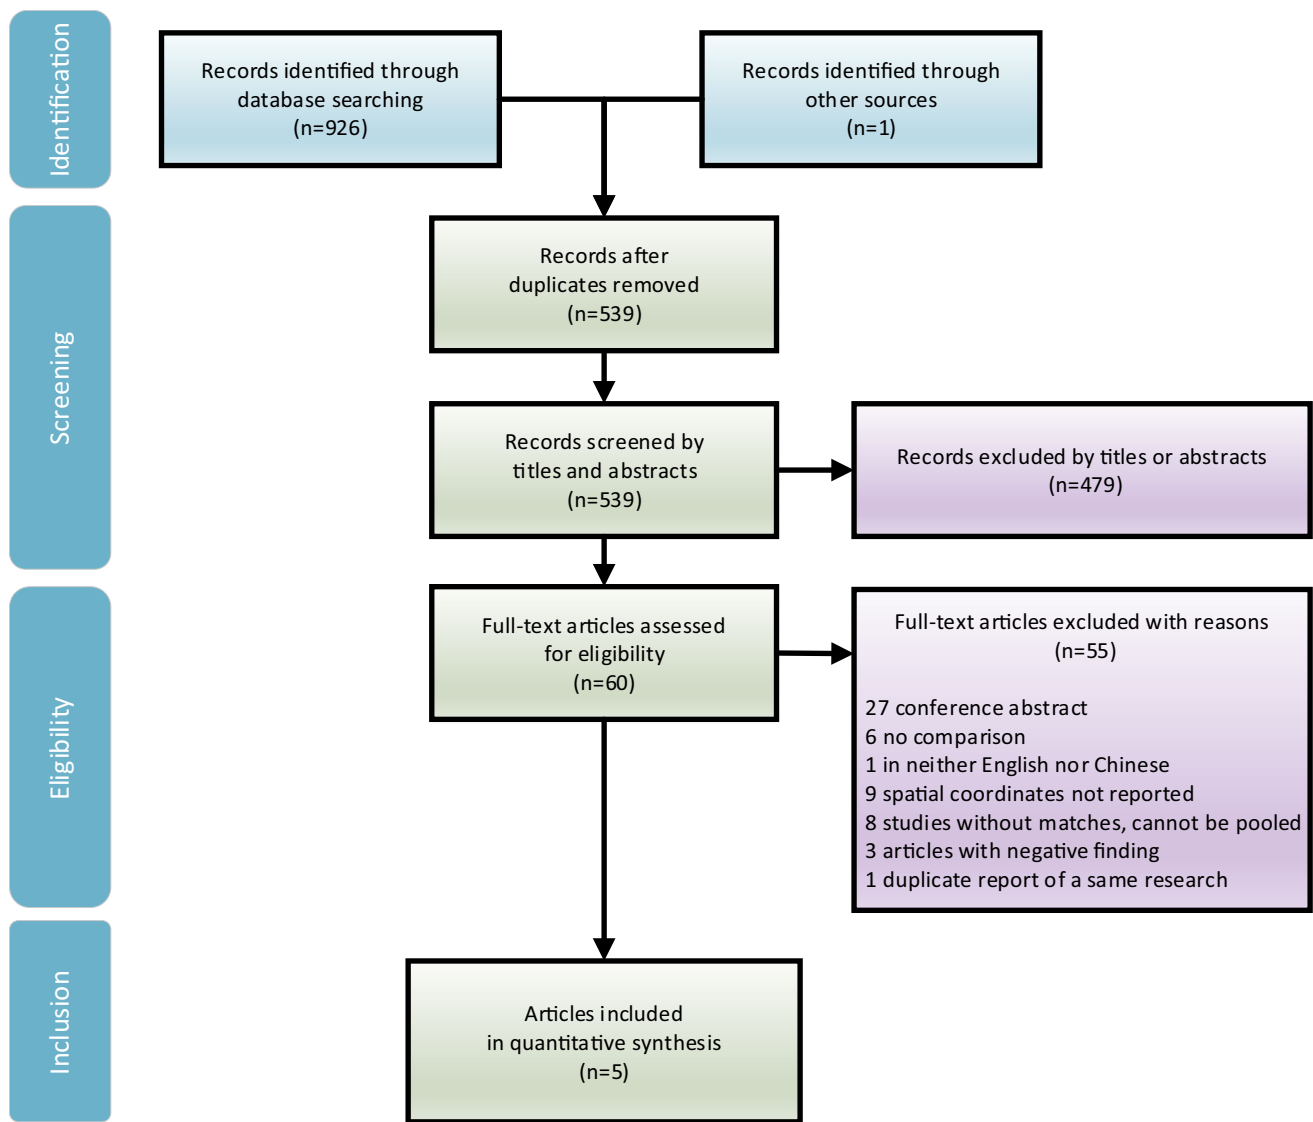 Identification
Records identified through
database searching
(n=926)
Records identified through
other sources
(n=1)
Screening
Records after
duplicates removed
(n=539)
Records screened by
titles and abstracts
(n=539)
Records excluded by titles or abstracts
(n=479)
Eligibility
Full-text articles assessed
for eligibility
(n=60)
Full-text articles excluded with reasons
(n=55)
27 conference abstract
6 no comparison
1 in neither English nor Chinese
9 spatial coordinates not reported
8 studies without matches, cannot be pooled
3 articles with negative finding
1 duplicate report of a same research
Inclusion
Articles included
in quantitative synthesis
(n=5)